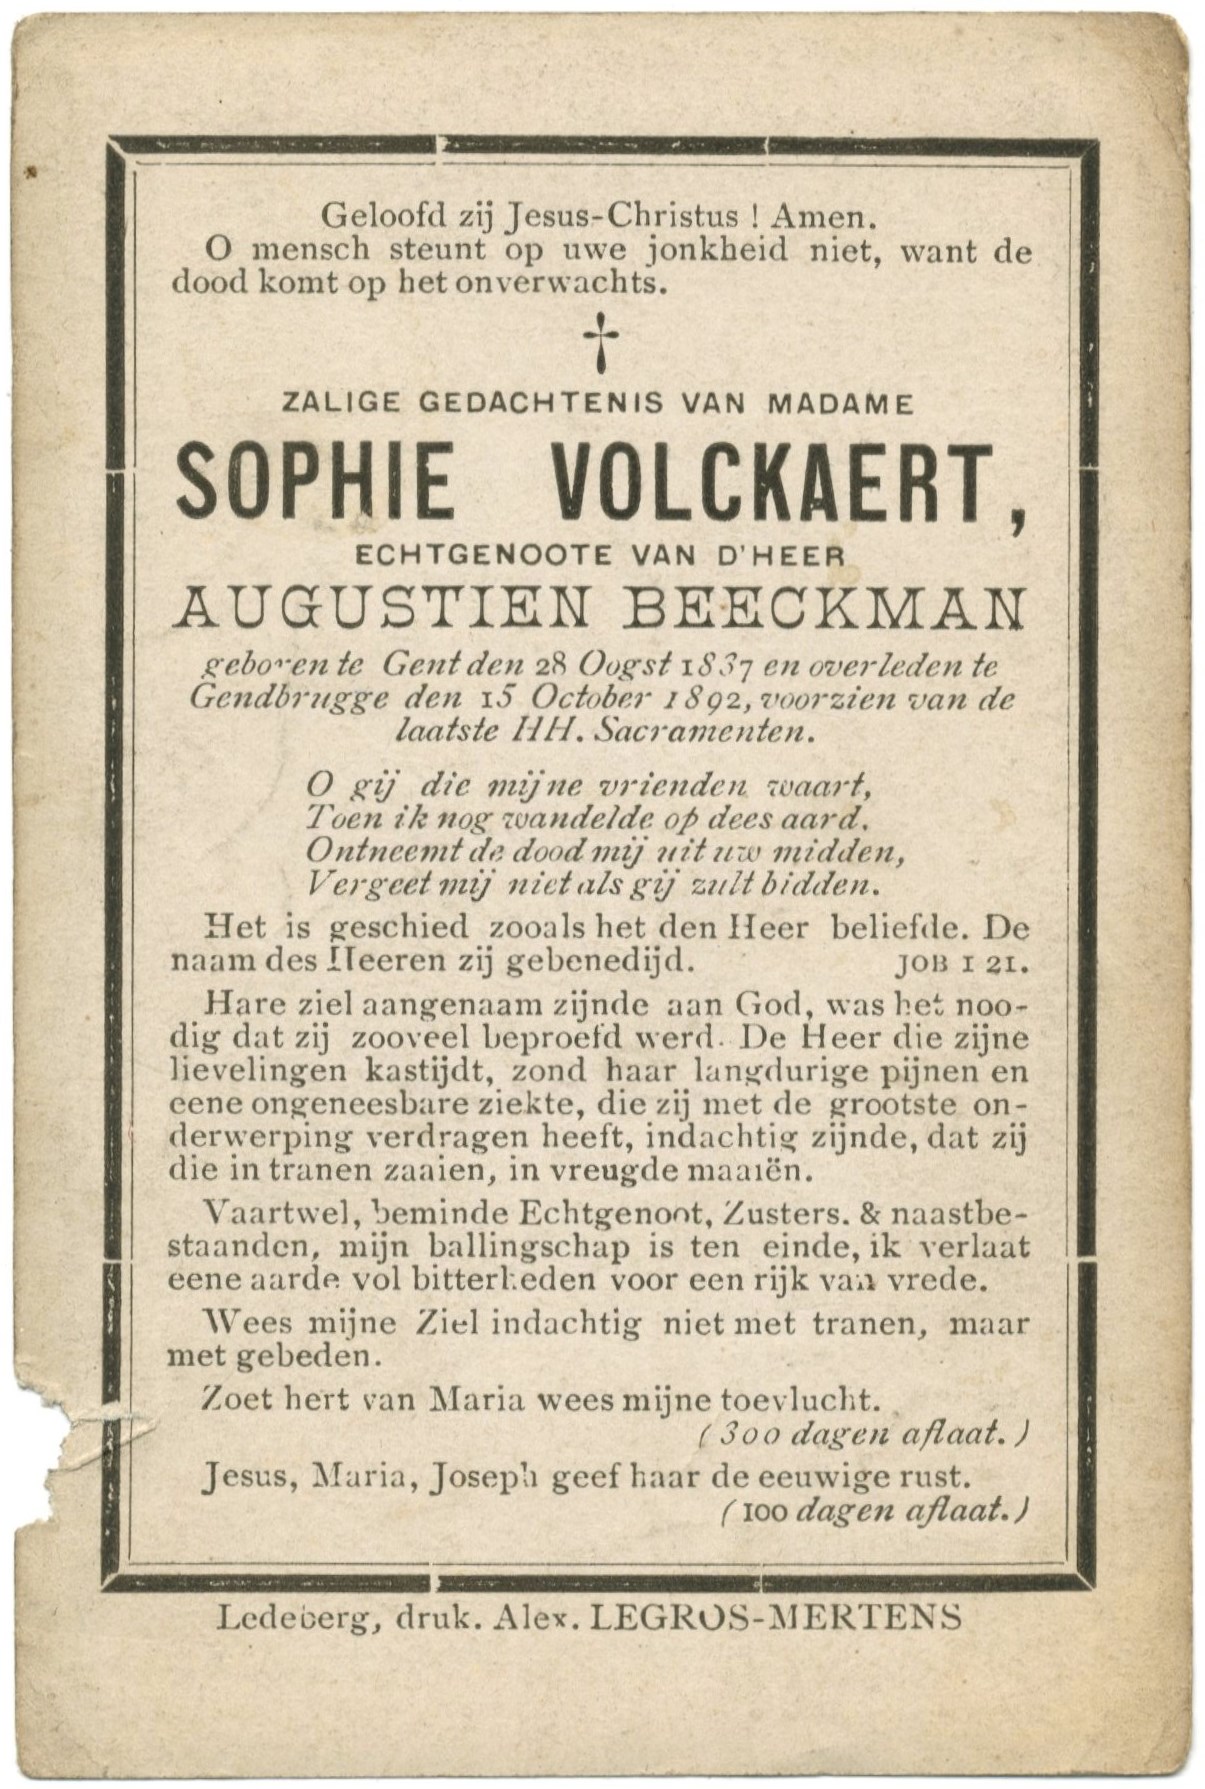 Geloofd zij Jesus-Christus ! Amen.
O mensch steunt op uwe jonkheid niet, want de
dood komt op het onverwachts.
†
ZALIGE GEDACHTENIS VAN MADAME
SOPHIE VOLCKAERT,
ECHTGENOOTE VAN D'HEER
AUGUSTIEN BEECKMAN
geboren te Gent den 28 Oogst 1837 en overleden te
Gendbrugge den 15 October 1892, voorzien van de
laatste HH. Sacramenten.
O gij die mijne vrienden waart,
Toen ik nog wandelde op dees aard.
Ontneemt de dood mij uit uw midden,
Vergeet mij niet als gij zult bidden.
Het is geschied zooals het den Heer beliefde. De
naam des Heeren zij gebenedijd. JOB I 21.
Hare ziel aangenaam zijnde aan God, was het noo-
dig dat zij zooveel beproefd werd. De Heer die zijne
lievelingen kastijdt, zond haar langdurige pijnen en
eene ongeneesbare ziekte, die zij met de grootste on-
derwerping verdragen heeft, indachtig zijnde, dat zij
die in tranen zaaien, in vreugde maaiën.
Vaartwel, beminde Echtgenoot, Zusters. & naastbe-
staanden, mijn ballingschap is ten einde, ik verlaat
eene aarde vol bitterheden voor een rijk van vrede.
Wees mijne Ziel indachtig niet met tranen, maar
met gebeden.
Zoet hert van Maria wees mijne toevlucht.
(300 dagen aflaat.)
Jesus, Maria, Joseph geef haar de eeuwige rust.
(100 dagen aflaat.)
Ledeberg, druk. Alex. LEGROS-MERTENS